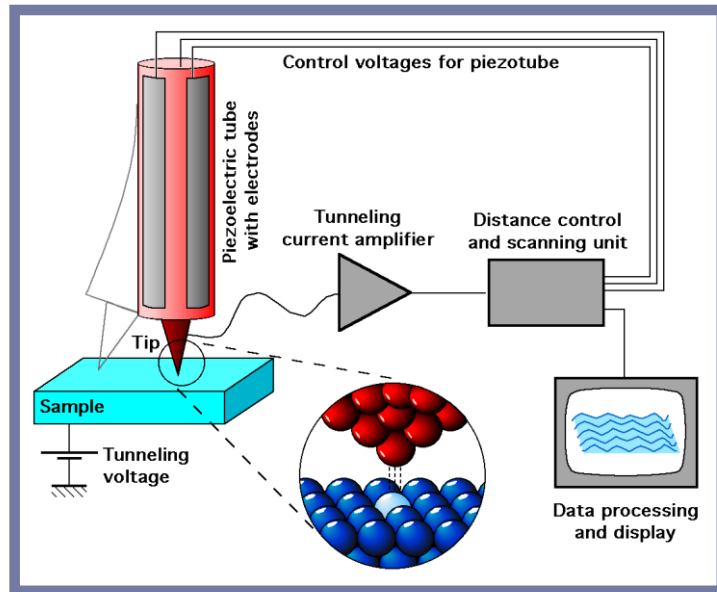 Control voltages for piezotube
Piezoelectric tube
with electrodes
Tunneling
current amplifier
Distance control
and scanning unit
Tip
Sample
Tunneling
voltage
Data processing
and display